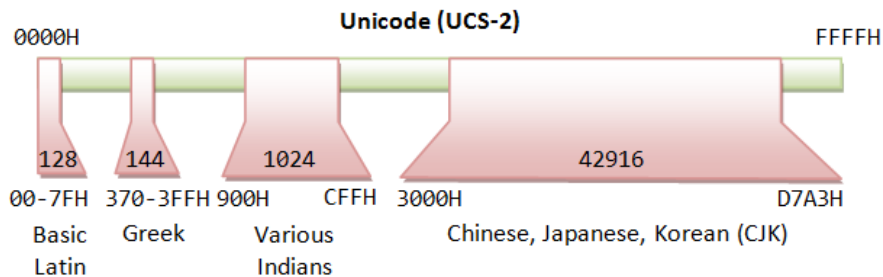 Unicode (UCS-2)
0000H FFFFH
128 144 1024 42916
00-7FH 370-3FFH 900H CFFH 3000H D7A3H
Basic Greek Various Chinese, Japanese, Korean (CJK)
Latin Indians